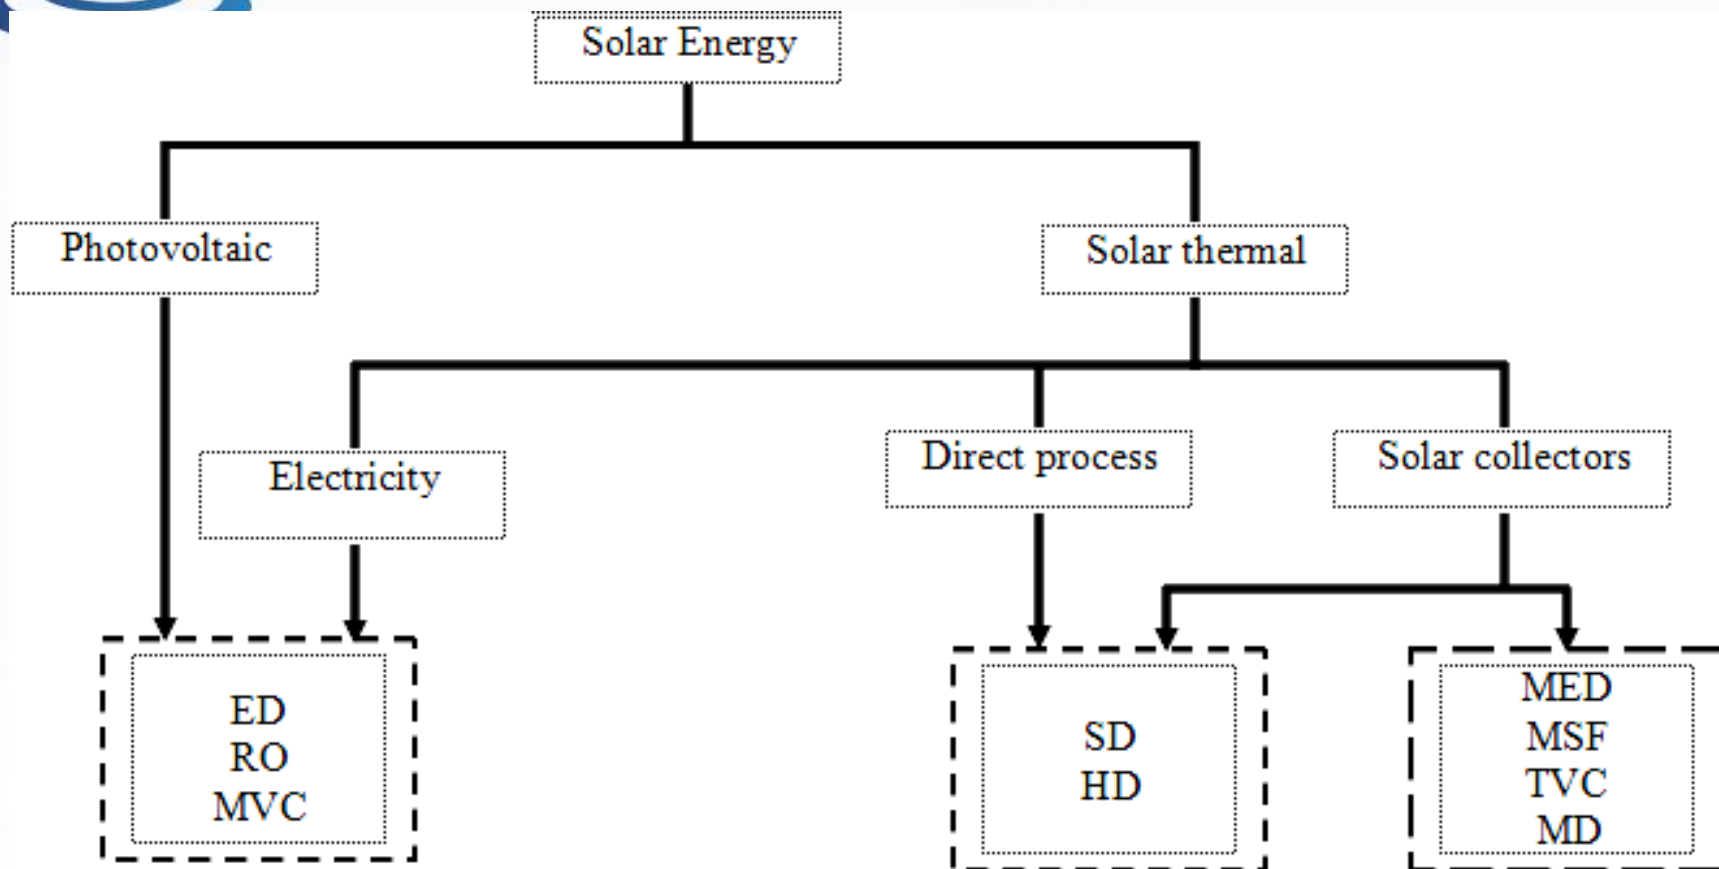 Solar Energy
Photovoltaic
Solar thermal
Electricity
Direct process
Solar collectors
ED
RO
MVC
SD
HD
MED
MSF
TVC
MD